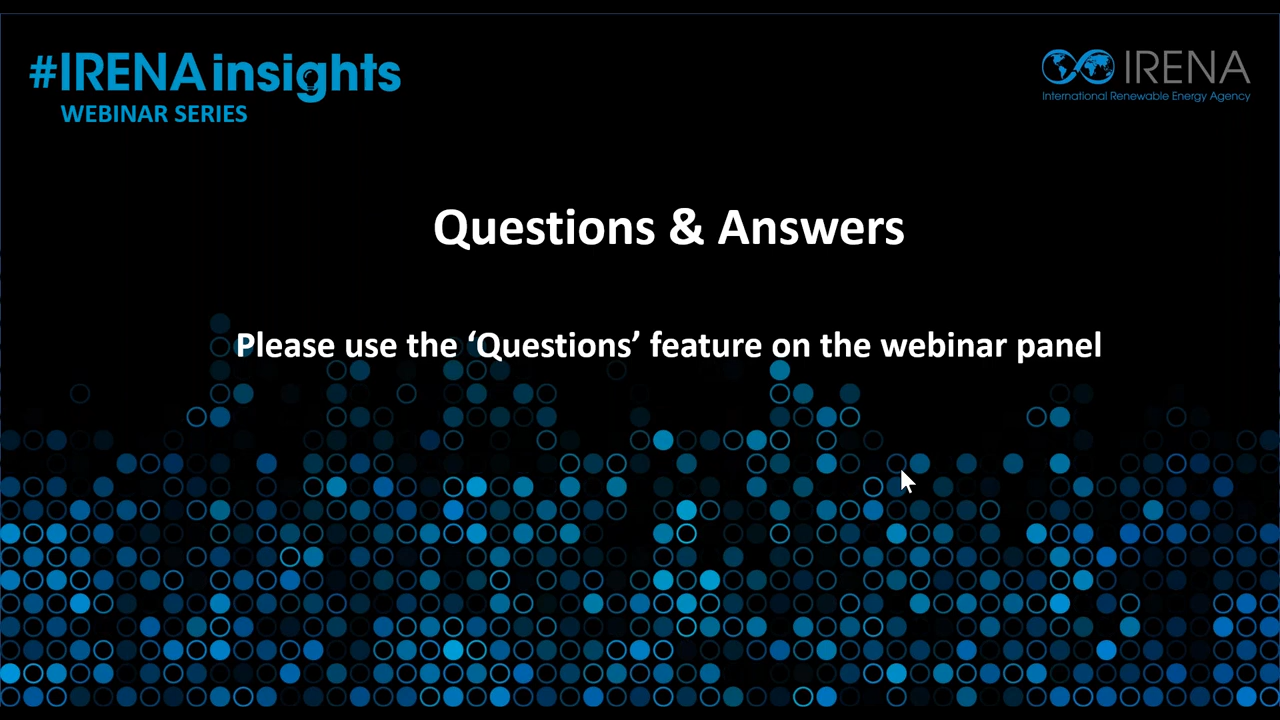 #IRENAinsights
WEBINAR SERIES
IRENA
International Renewable Energy Agency
Questions & Answers
Please use the ‘Questions’ feature on the webinar panel